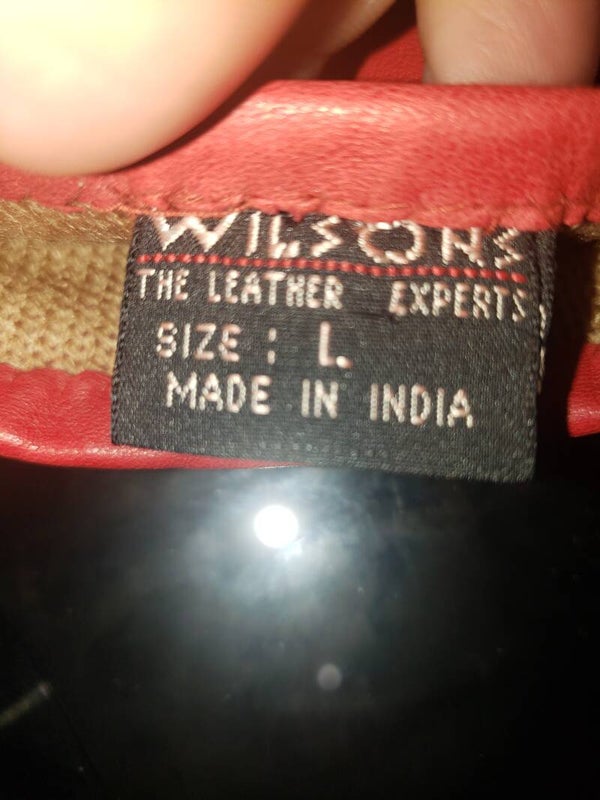 WILSONS
THE LEATHER EXPERTS
SIZE : L.
MADE IN INDIA